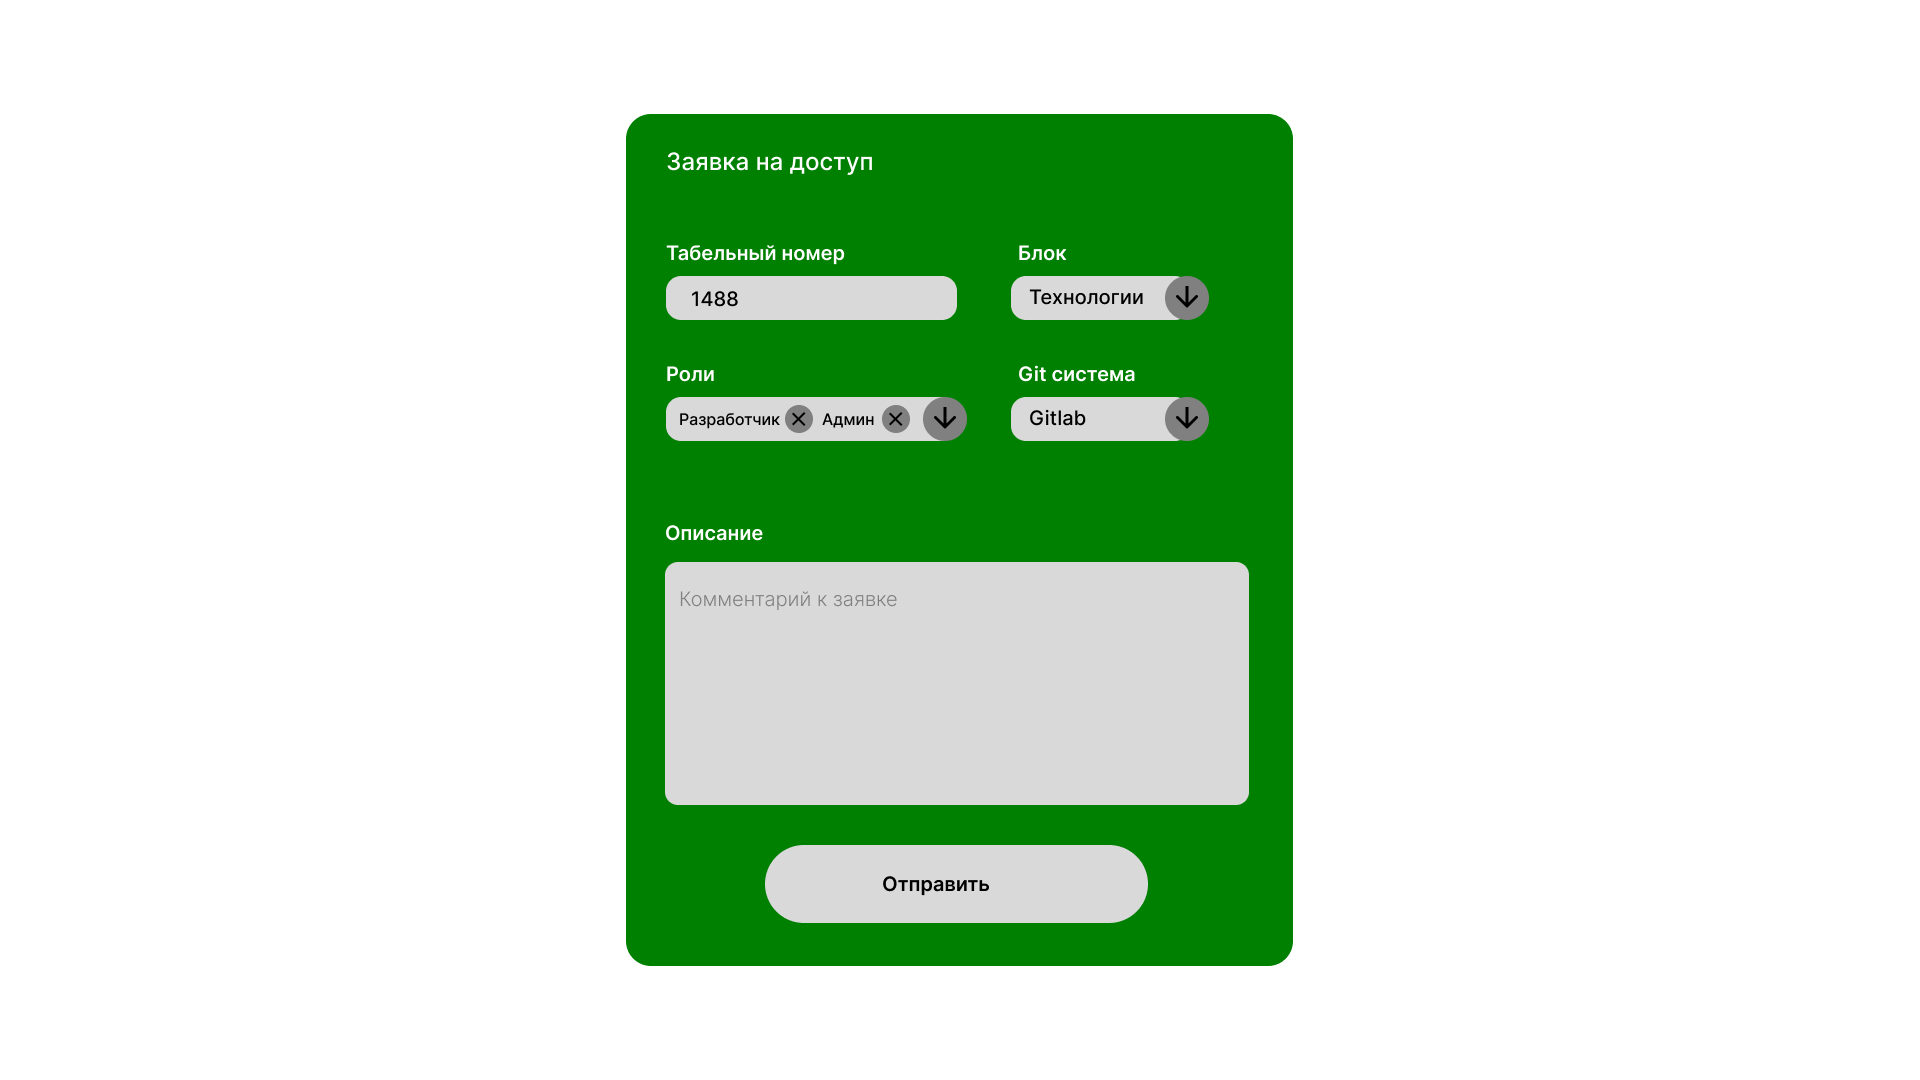 Заявка на доступ
Табельный номер
Блок
1488
Технологии
Роли
Git система
Разработчик Админ
Gitlab
Описание
Комментарий к заявке
Отправить